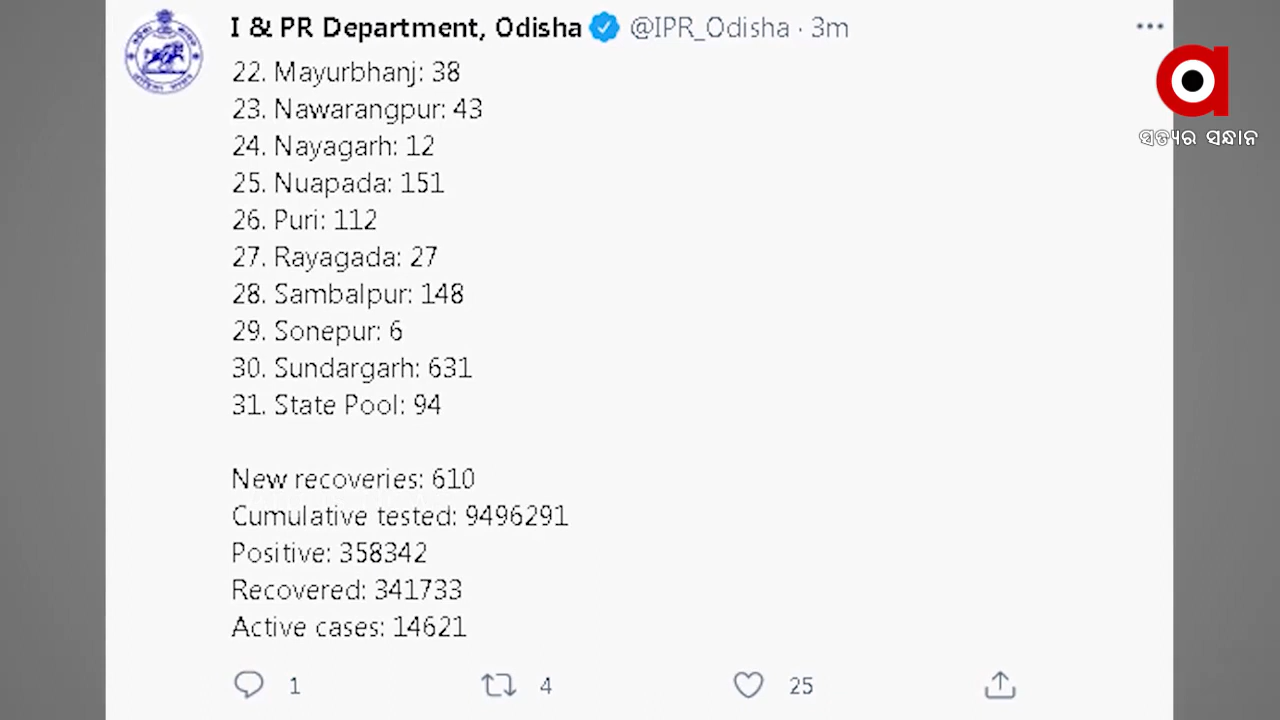 I & PR Department, Odisha @IPR_Odisha · 3m
22. Mayurbhanj: 38
23. Nawarangpur: 43
24. Nayagarh: 12
25. Nuapada: 151
26. Puri: 112
27. Rayagada: 27
28. Sambalpur: 148
29. Sonepur: 6
30. Sundargarh: 631
31. State Pool: 94
New recoveries: 610
Cumulative tested: 9496291
Positive: 358342
Recovered: 341733
Active cases: 14621
1 4 25
a
ସତ୍ୟର ସନ୍ଧାନ